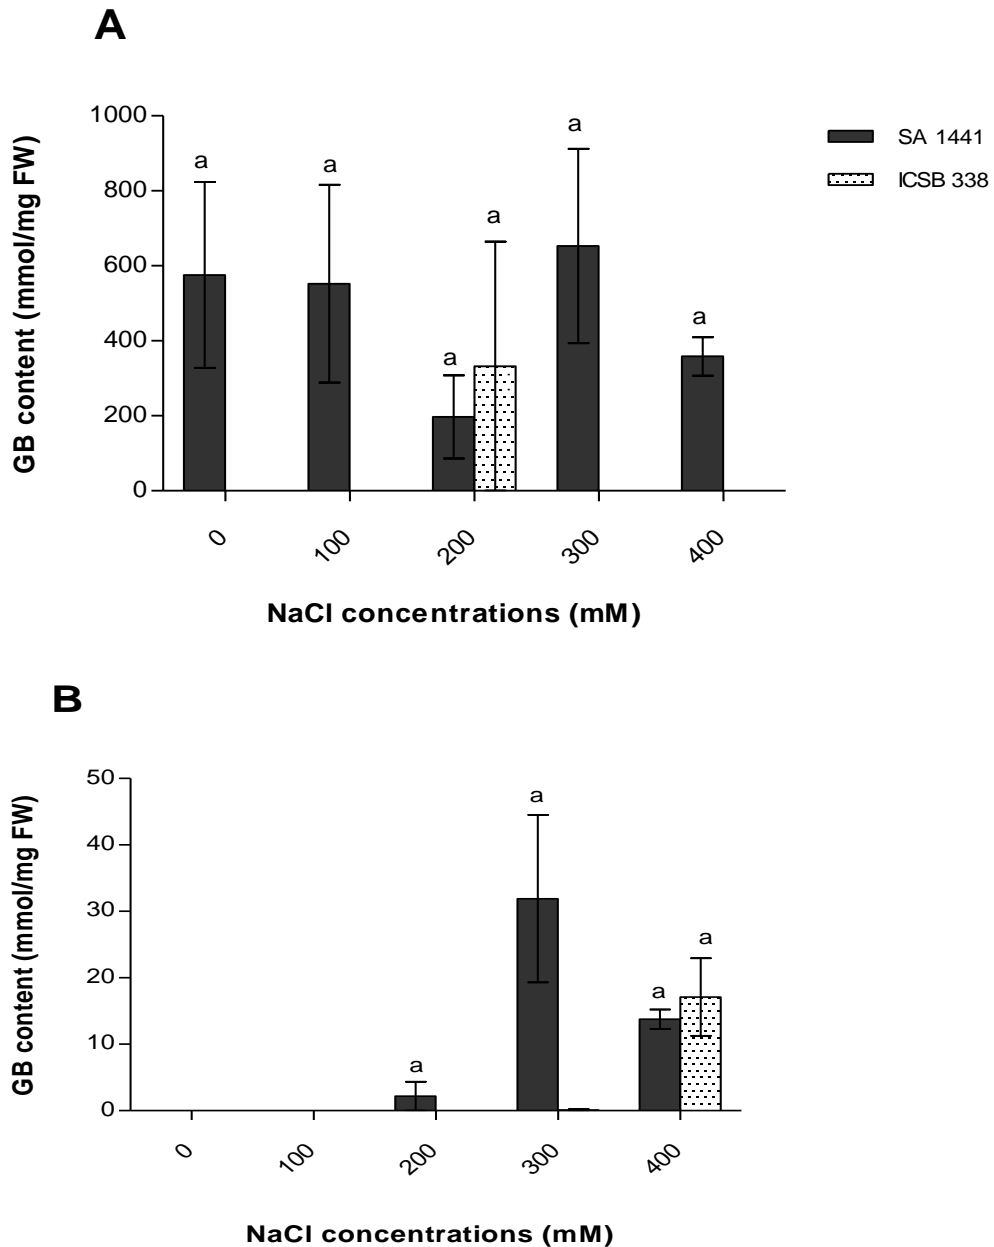 A
1000
800
600
400
200
0
GB content (mmol/mg FW)
a a a a a a
SA 1441
ICSB 338
0 100 200 300 400
NaCl concentrations (mM)
B
50
40
30
20
10
0
GB content (mmol/mg FW)
a a a a
0 100 200 300 400
NaCl concentrations (mM)